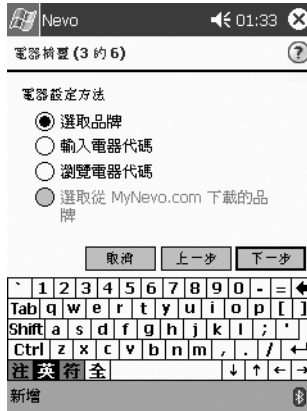 Nevo
01:33
電器摘要 (3 的 6)
?
電器設定方法
選取品牌
輸入電器代碼
瀏覽電器代碼
選取從 MyNevo.com 下載的品
牌
取消 上一步 下一步
` 1 2 3 4 5 6 7 8 9 0 - =
Tab q w e r t y u i o p [ ]
Shift a s d f g h j k l ; '
Ctrl z x c v b n m , . /
注 英 符 全
新增